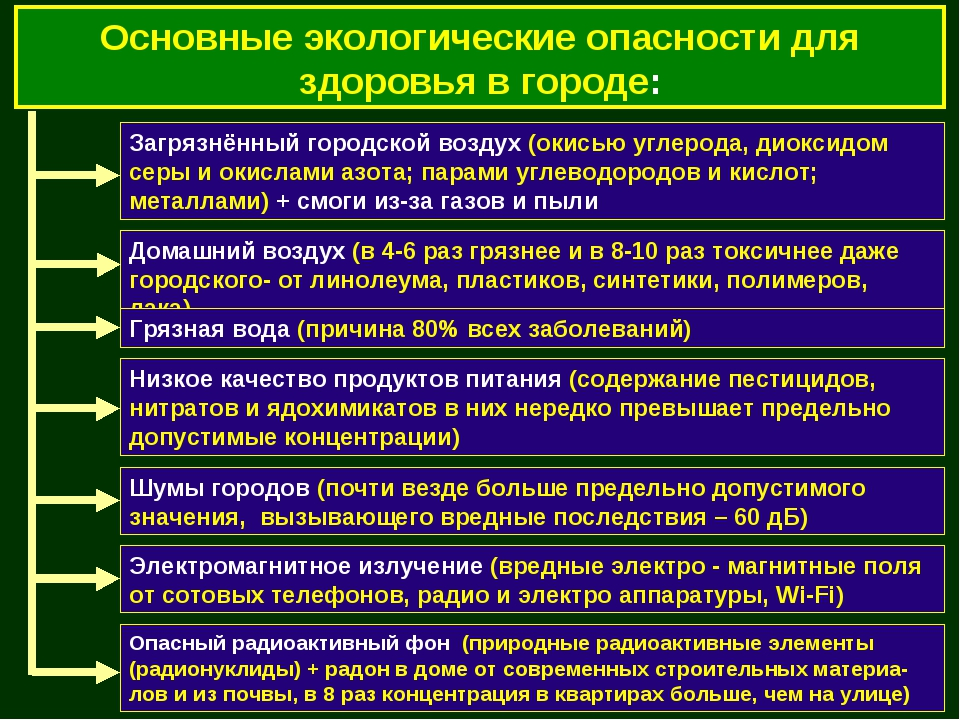 Основные экологические опасности для
здоровья в городе:
Загрязнённый городской воздух (окисью углерода, диоксидом
серы и окислами азота; парами углеводородов и кислот;
металлами) + смоги из-за газов и пыли
Домашний воздух (в 4-6 раз грязнее и в 8-10 раз токсичнее даже
городского- от линолеума, пластиков, синтетики, полимеров,
лака)
Грязная вода (причина 80% всех заболеваний)
Низкое качество продуктов питания (содержание пестицидов,
нитратов и ядохимикатов в них нередко превышает предельно
допустимые концентрации)
Шумы городов (почти везде больше предельно допустимого
значения,  вызывающего вредные последствия – 60 дБ)
Электромагнитное излучение (вредные электро - магнитные поля
от сотовых телефонов, радио и электро аппаратуры, Wi-Fi)
Опасный радиоактивный фон  (природные радиоактивные элементы
(радионуклиды) + радон в доме от современных строительных материа-
лов и из почвы, в 8 раз концентрация в квартирах больше, чем на улице)